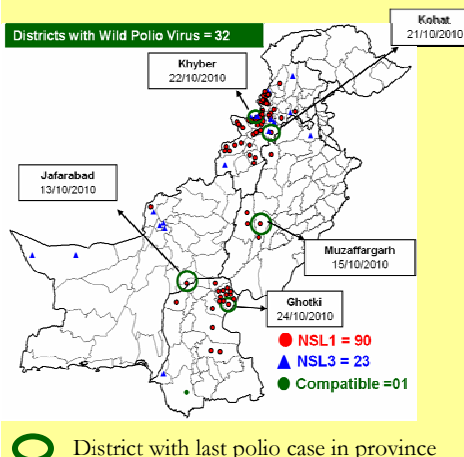 Kohat
21/10/2010
Districts with Wild Polio Virus = 32
Khyber
22/10/2010
Jafarabad
13/10/2010
Muzaffargarh
15/10/2010
Ghotki
24/10/2010
NSL1 = 90
NSL3 = 23
Compatible =01
District with last polio case in province